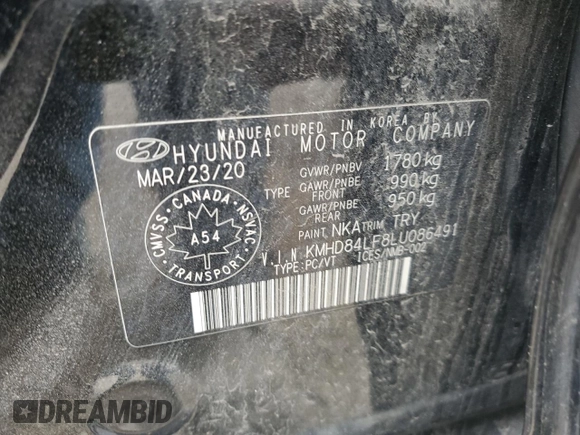 MANUFACTURED IN KOREA BY
HYUNDAI MOTOR COMPANY
MAR/23/20
GVWR/PNBV 1780 kg
TYPE GAWR/PNBE FRONT 990 kg
GAWR/PNBE REAR 950 kg
PAINT NKA TRIM TRY
V.I.N KMHD84LF8LU086491
TYPE:PC/VT ICES/NMB-002
CMVSS · CANADA · NSVAC
A54
TRANSPORT
DREAMBID